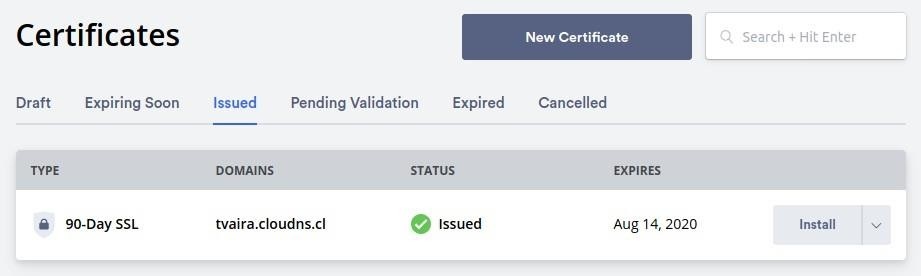 Certificates
New Certificate
Search + Hit Enter
Draft Expiring Soon Issued Pending Validation Expired Cancelled
TYPE DOMAINS STATUS EXPIRES
90-Day SSL tvaira.cloudns.cl Issued Aug 14, 2020 Install